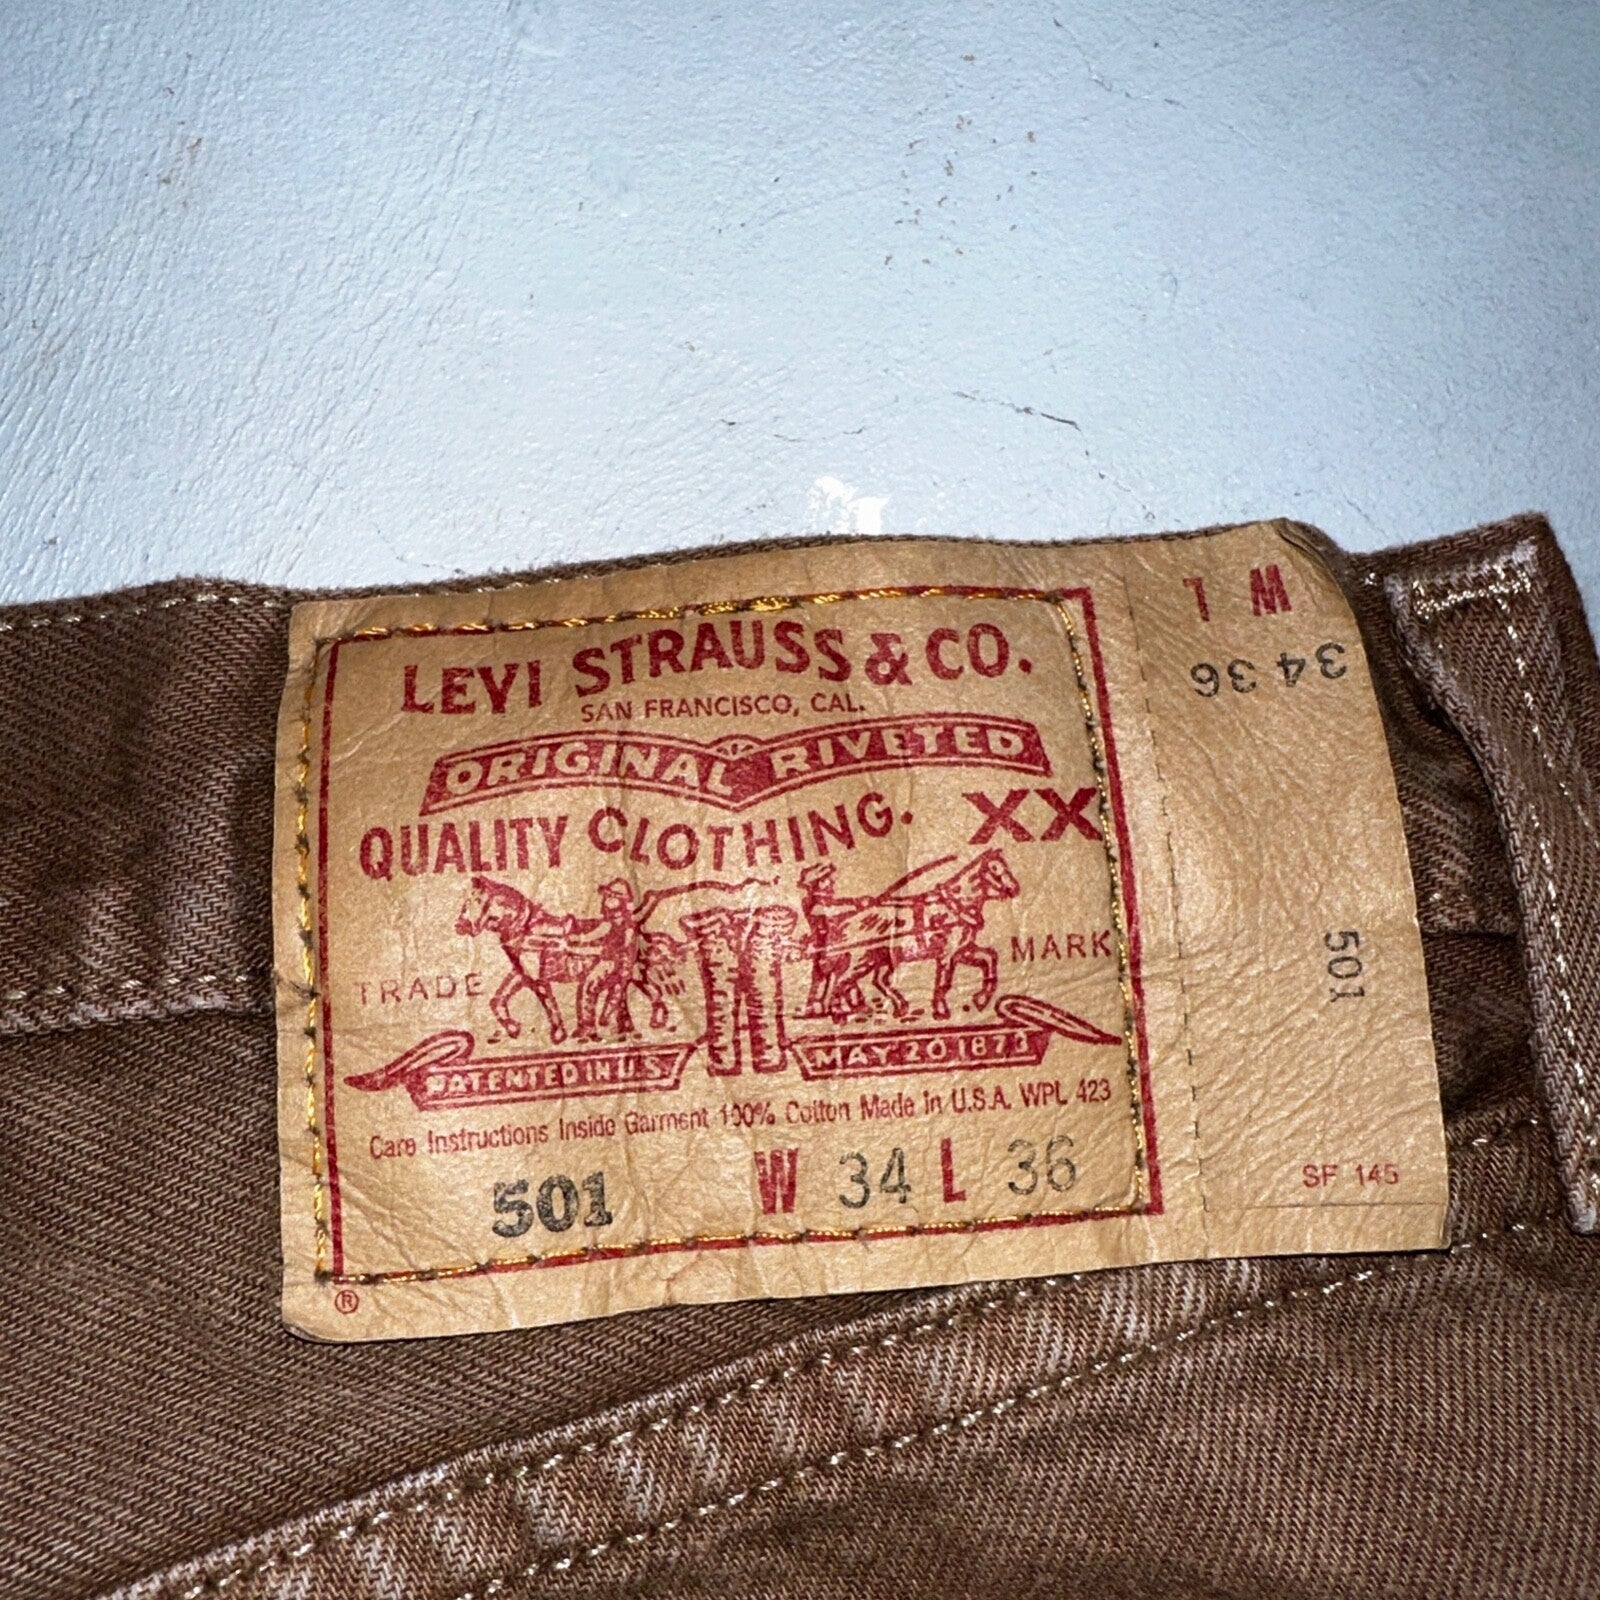 LEVI STRAUSS & CO.
SAN FRANCISCO, CAL.
ORIGINAL RIVETED
QUALITY CLOTHING. XX
TRADE MARK
PATENTED IN U.S. MAY 20 1873
Care Instructions Inside Garment 100% Cotton Made in U.S.A. WPL 423
501 W 34 L 36
®
L W
34 36
501
SF 145